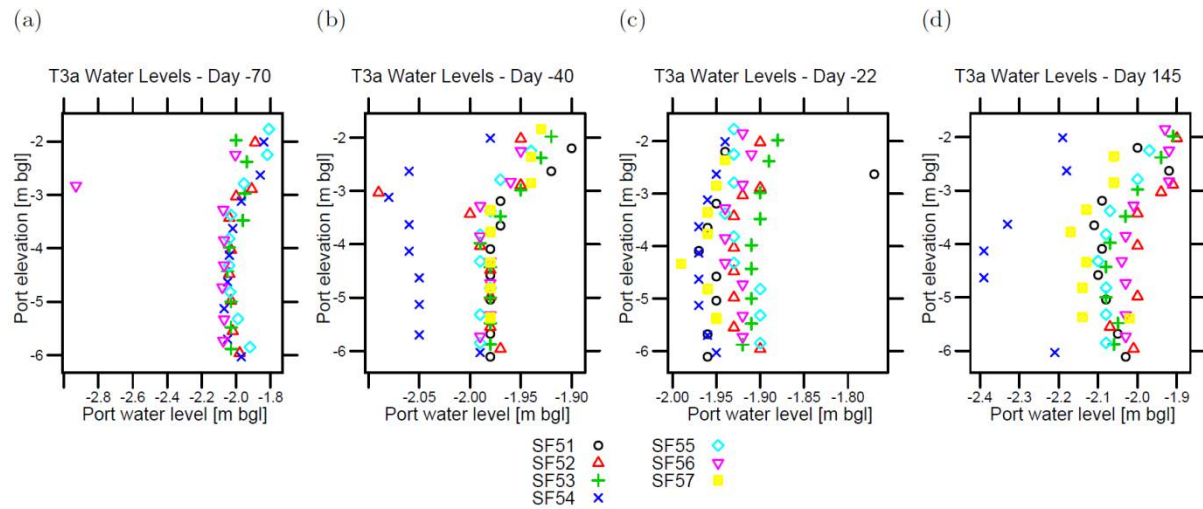 (a)
(b)
(c)
(d)
T3a Water Levels - Day -70
T3a Water Levels - Day -40
T3a Water Levels - Day -22
T3a Water Levels - Day 145
Port elevation [m bgl]
-2
-3
-4
-5
-6
-2.8 -2.6 -2.4 -2.2 -2.0 -1.8
Port water level [m bgl]
Port elevation [m bgl]
-2
-3
-4
-5
-6
-2.05 -2.00 -1.95 -1.90
Port water level [m bgl]
Port elevation [m bgl]
-2
-3
-4
-5
-6
-1.99 -1.95 -1.90 -1.85 -1.80
Port water level [m bgl]
Port elevation [m bgl]
-2
-3
-4
-5
-6
-2.4 -2.3 -2.2 -2.1 -2.0 -1.9
Port water level [m bgl]
SF51
SF52
SF53
SF54
SF55
SF56
SF57